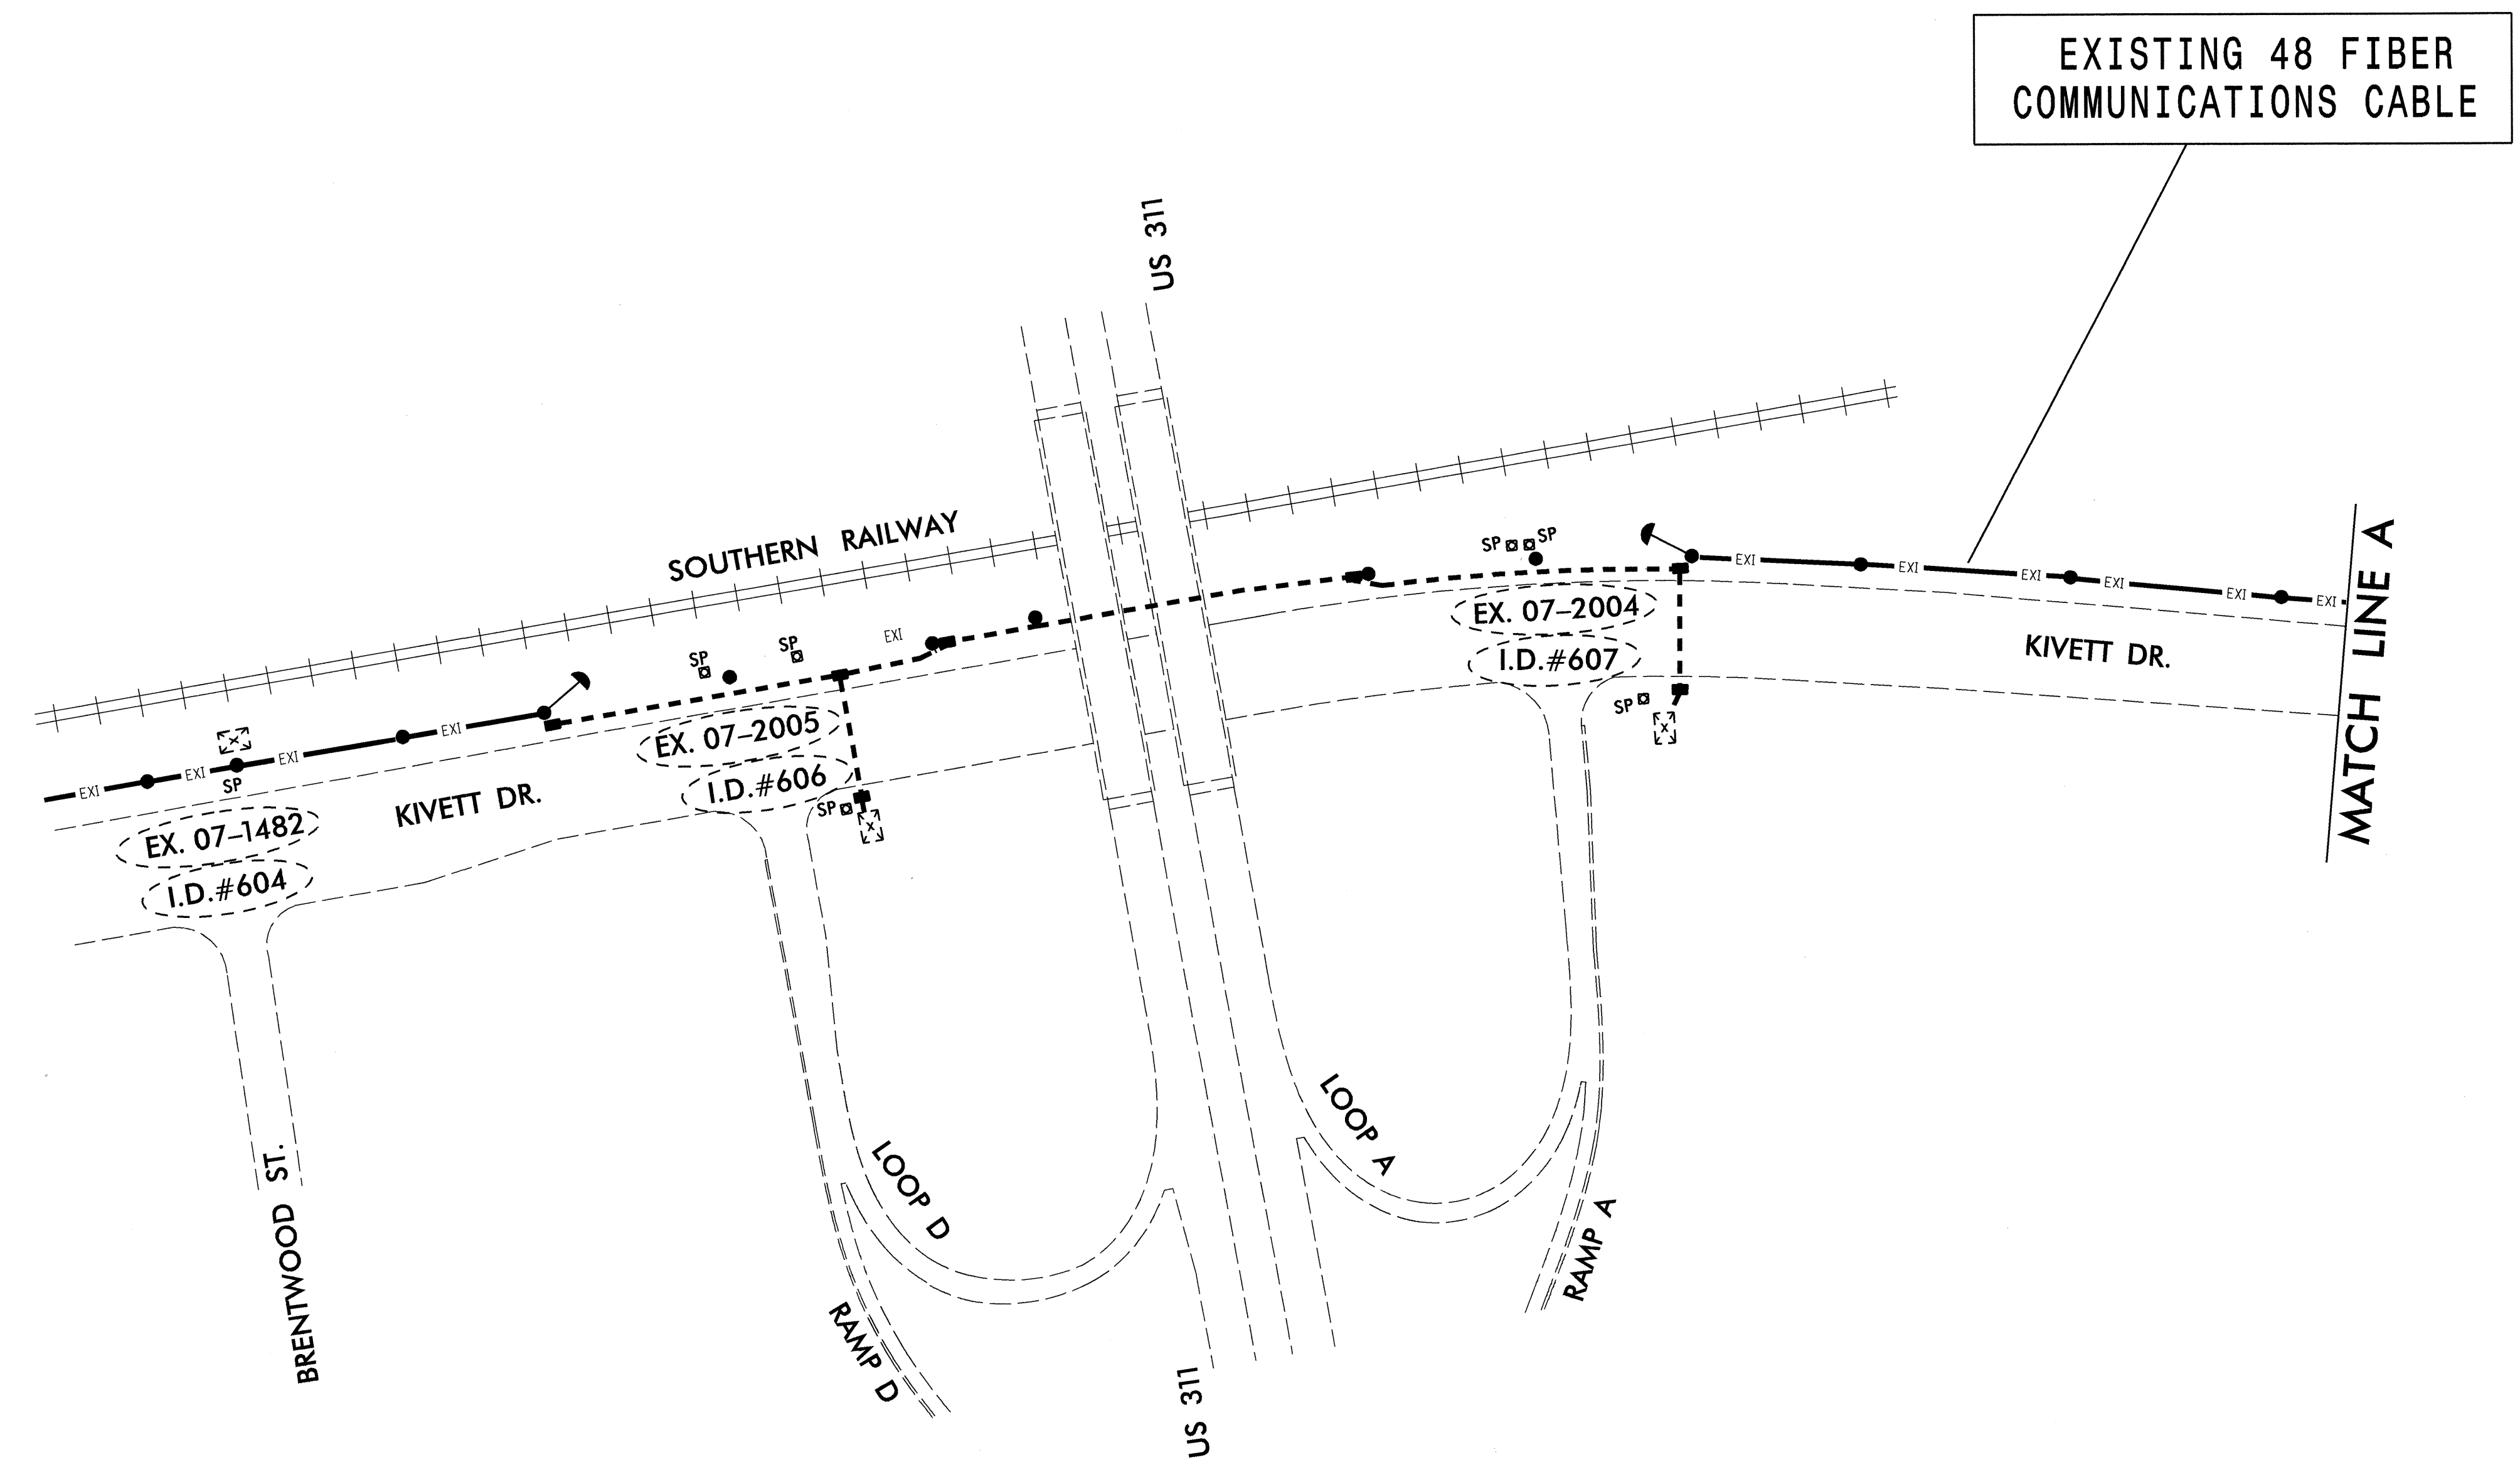 EXISTING 48 FIBER
COMMUNICATIONS CABLE
US 311
SOUTHERN RAILWAY
SP
SP
EXI
EXI
EXI
EXI
EXI
EXI
MATCH LINE A
EX. 07-2004
I.D.#607
KIVETT DR.
SP
SP
SP
EXI
EX. 07-2005
I.D.#606
SP
EXI
EXI
EXI
EXI
SP
KIVETT DR.
EX. 07-1482
I.D.#604
LOOP A
LOOP D
RAMP A
RAMP D
BRENTWOOD ST.
US 311